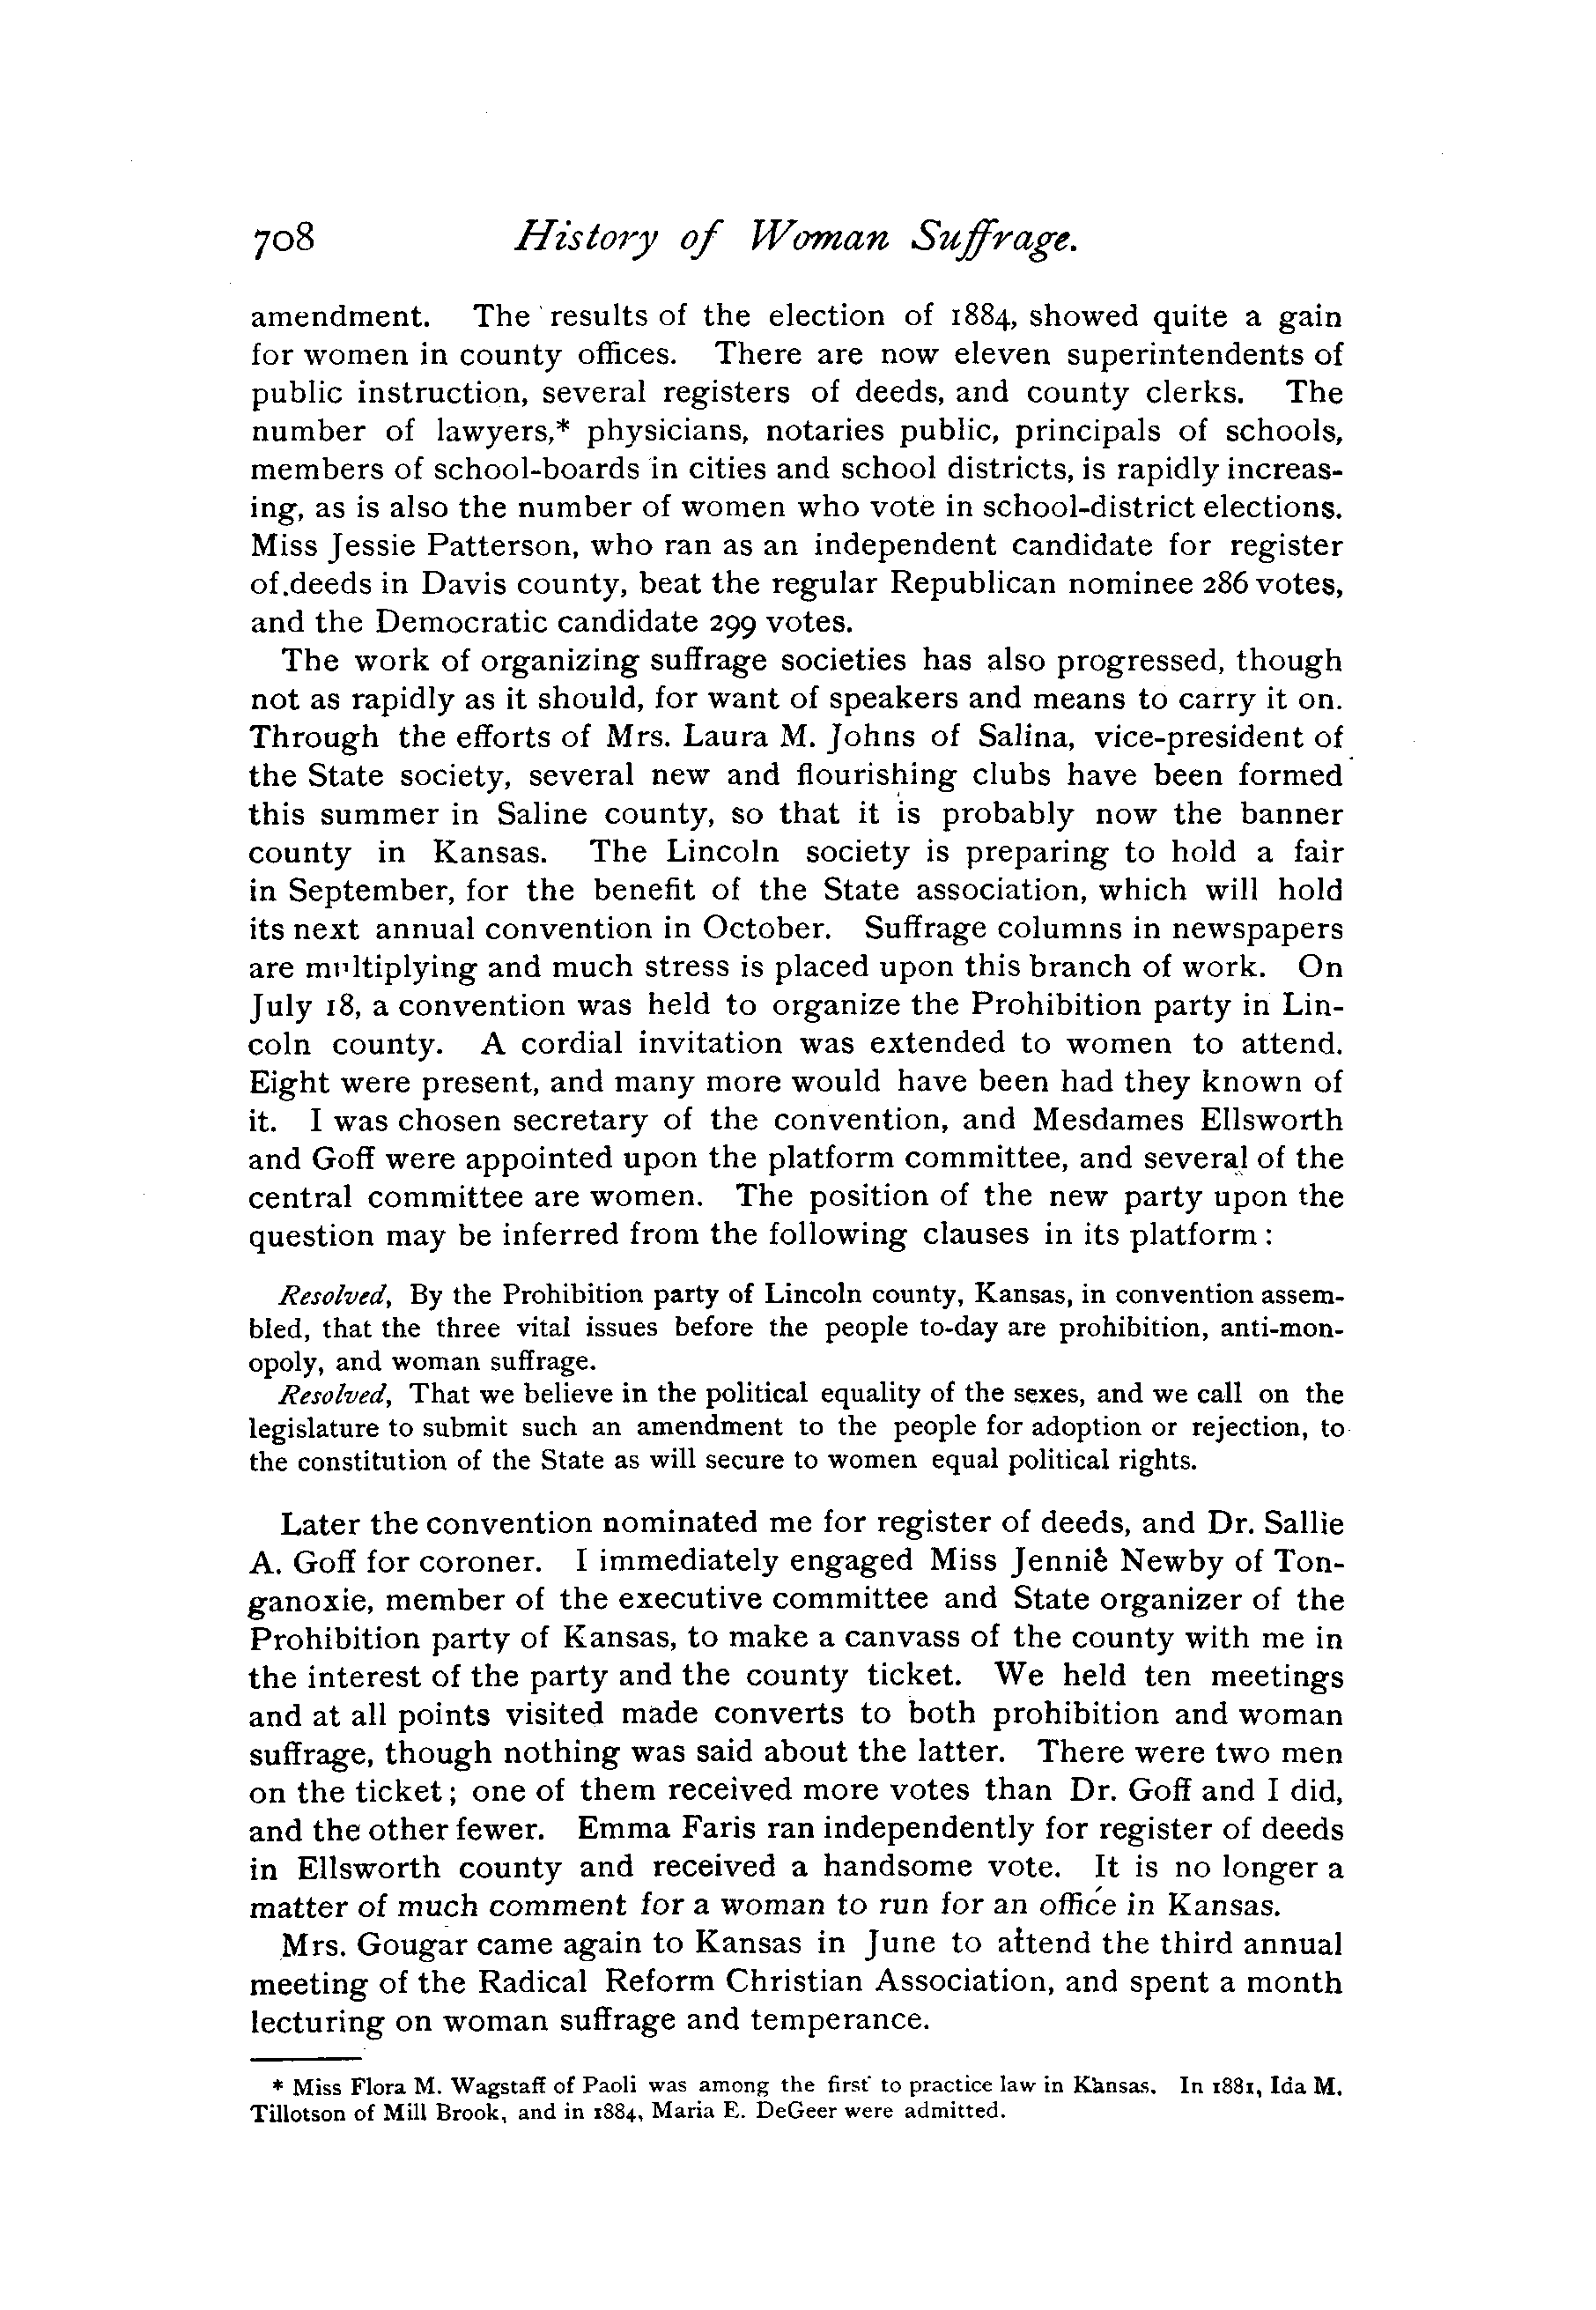 708 History of Woman Suffrage.
amendment. The results of the election of 1884, showed quite a gain
for women in county offices. There are now eleven superintendents of
public instruction, several registers of deeds, and county clerks. The
number of lawyers,* physicians, notaries public, principals of schools,
members of school-boards in cities and school districts, is rapidly increas-
ing, as is also the number of women who vote in school-district elections.
Miss Jessie Patterson, who ran as an independent candidate for register
of deeds in Davis county, beat the regular Republican nominee 286 votes,
and the Democratic candidate 299 votes.
The work of organizing suffrage societies has also progressed, though
not as rapidly as it should, for want of speakers and means to carry it on.
Through the efforts of Mrs. Laura M. Johns of Salina, vice-president of
the State society, several new and flourishing clubs have been formed
this summer in Saline county, so that it is probably now the banner
county in Kansas. The Lincoln society is preparing to hold a fair
in September, for the benefit of the State association, which will hold
its next annual convention in October. Suffrage columns in newspapers
are multiplying and much stress is placed upon this branch of work. On
July 18, a convention was held to organize the Prohibition party in Lin-
coln county. A cordial invitation was extended to women to attend.
Eight were present, and many more would have been had they known of
it. I was chosen secretary of the convention, and Mesdames Ellsworth
and Goff were appointed upon the platform committee, and several of the
central committee are women. The position of the new party upon the
question may be inferred from the following clauses in its platform :
Resolved, By the Prohibition party of Lincoln county, Kansas, in convention assem-
bled, that the three vital issues before the people to-day are prohibition, anti-mon-
opoly, and woman suffrage.
Resolved, That we believe in the political equality of the sexes, and we call on the
legislature to submit such an amendment to the people for adoption or rejection, to
the constitution of the State as will secure to women equal political rights.
Later the convention nominated me for register of deeds, and Dr. Sallie
A. Goff for coroner. I immediately engaged Miss Jennie Newby of Ton-
ganoxie, member of the executive committee and State organizer of the
Prohibition party of Kansas, to make a canvass of the county with me in
the interest of the party and the county ticket. We held ten meetings
and at all points visited made converts to both prohibition and woman
suffrage, though nothing was said about the latter. There were two men
on the ticket; one of them received more votes than Dr. Goff and I did,
and the other fewer. Emma Faris ran independently for register of deeds
in Ellsworth county and received a handsome vote. It is no longer a
matter of much comment for a woman to run for an office in Kansas.
Mrs. Gougar came again to Kansas in June to attend the third annual
meeting of the Radical Reform Christian Association, and spent a month
lecturing on woman suffrage and temperance.
* Miss Flora M. Wagstaff of Paoli was among the first to practice law in Kansas. In 1881, Ida M.
Tillotson of Mill Brook, and in 1884, Maria E. DeGeer were admitted.